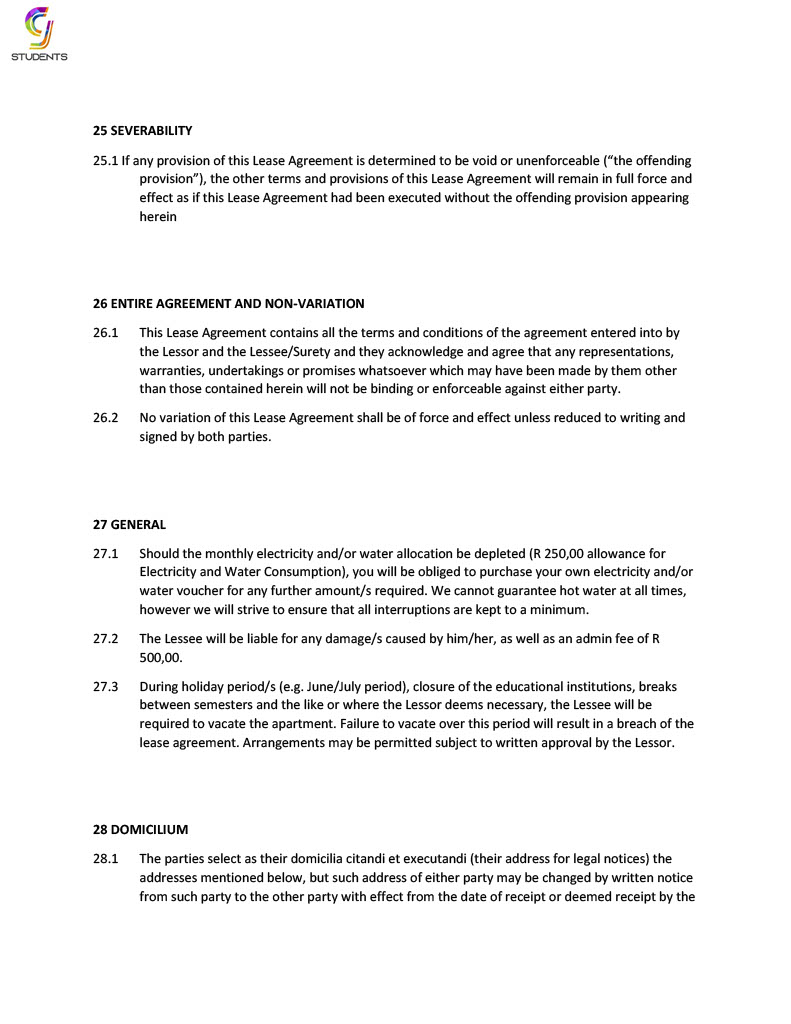 STUDENTS
25 SEVERABILITY
25.1 If any provision of this Lease Agreement is determined to be void or unenforceable (“the offending
provision”), the other terms and provisions of this Lease Agreement will remain in full force and
effect as if this Lease Agreement had been executed without the offending provision appearing
herein
26 ENTIRE AGREEMENT AND NON-VARIATION
26.1 This Lease Agreement contains all the terms and conditions of the agreement entered into by
the Lessor and the Lessee/Surety and they acknowledge and agree that any representations,
warranties, undertakings or promises whatsoever which may have been made by them other
than those contained herein will not be binding or enforceable against either party.
26.2 No variation of this Lease Agreement shall be of force and effect unless reduced to writing and
signed by both parties.
27 GENERAL
27.1 Should the monthly electricity and/or water allocation be depleted (R 250,00 allowance for
Electricity and Water Consumption), you will be obliged to purchase your own electricity and/or
water voucher for any further amount/s required. We cannot guarantee hot water at all times,
however we will strive to ensure that all interruptions are kept to a minimum.
27.2 The Lessee will be liable for any damage/s caused by him/her, as well as an admin fee of R
500,00.
27.3 During holiday period/s (e.g. June/July period), closure of the educational institutions, breaks
between semesters and the like or where the Lessor deems necessary, the Lessee will be
required to vacate the apartment. Failure to vacate over this period will result in a breach of the
lease agreement. Arrangements may be permitted subject to written approval by the Lessor.
28 DOMICILIUM
28.1 The parties select as their domicilia citandi et executandi (their address for legal notices) the
addresses mentioned below, but such address of either party may be changed by written notice
from such party to the other party with effect from the date of receipt or deemed receipt by the